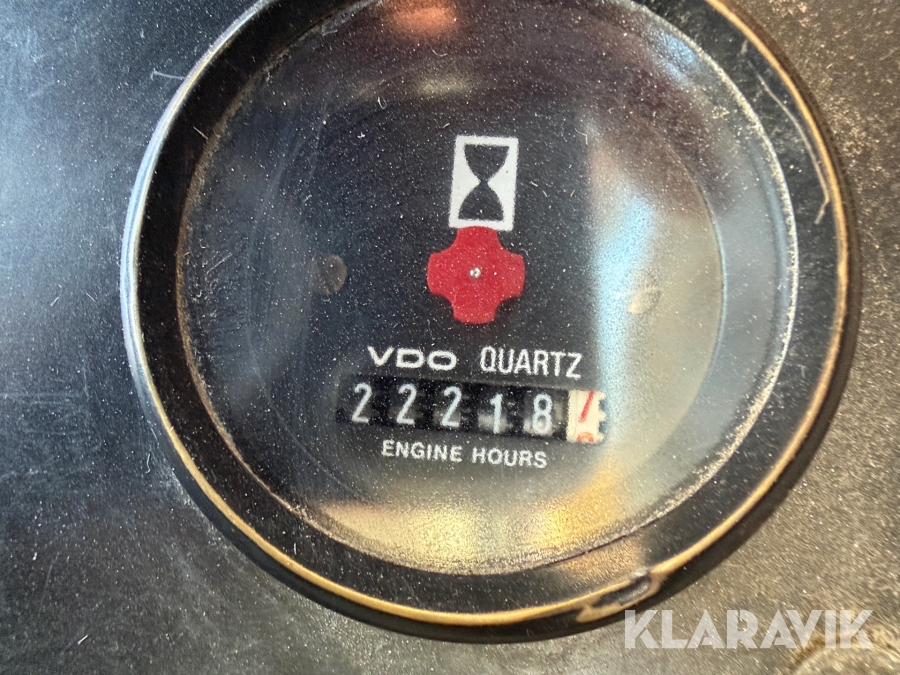 VDO QUARTZ
22218
ENGINE HOURS
KLARAVIK